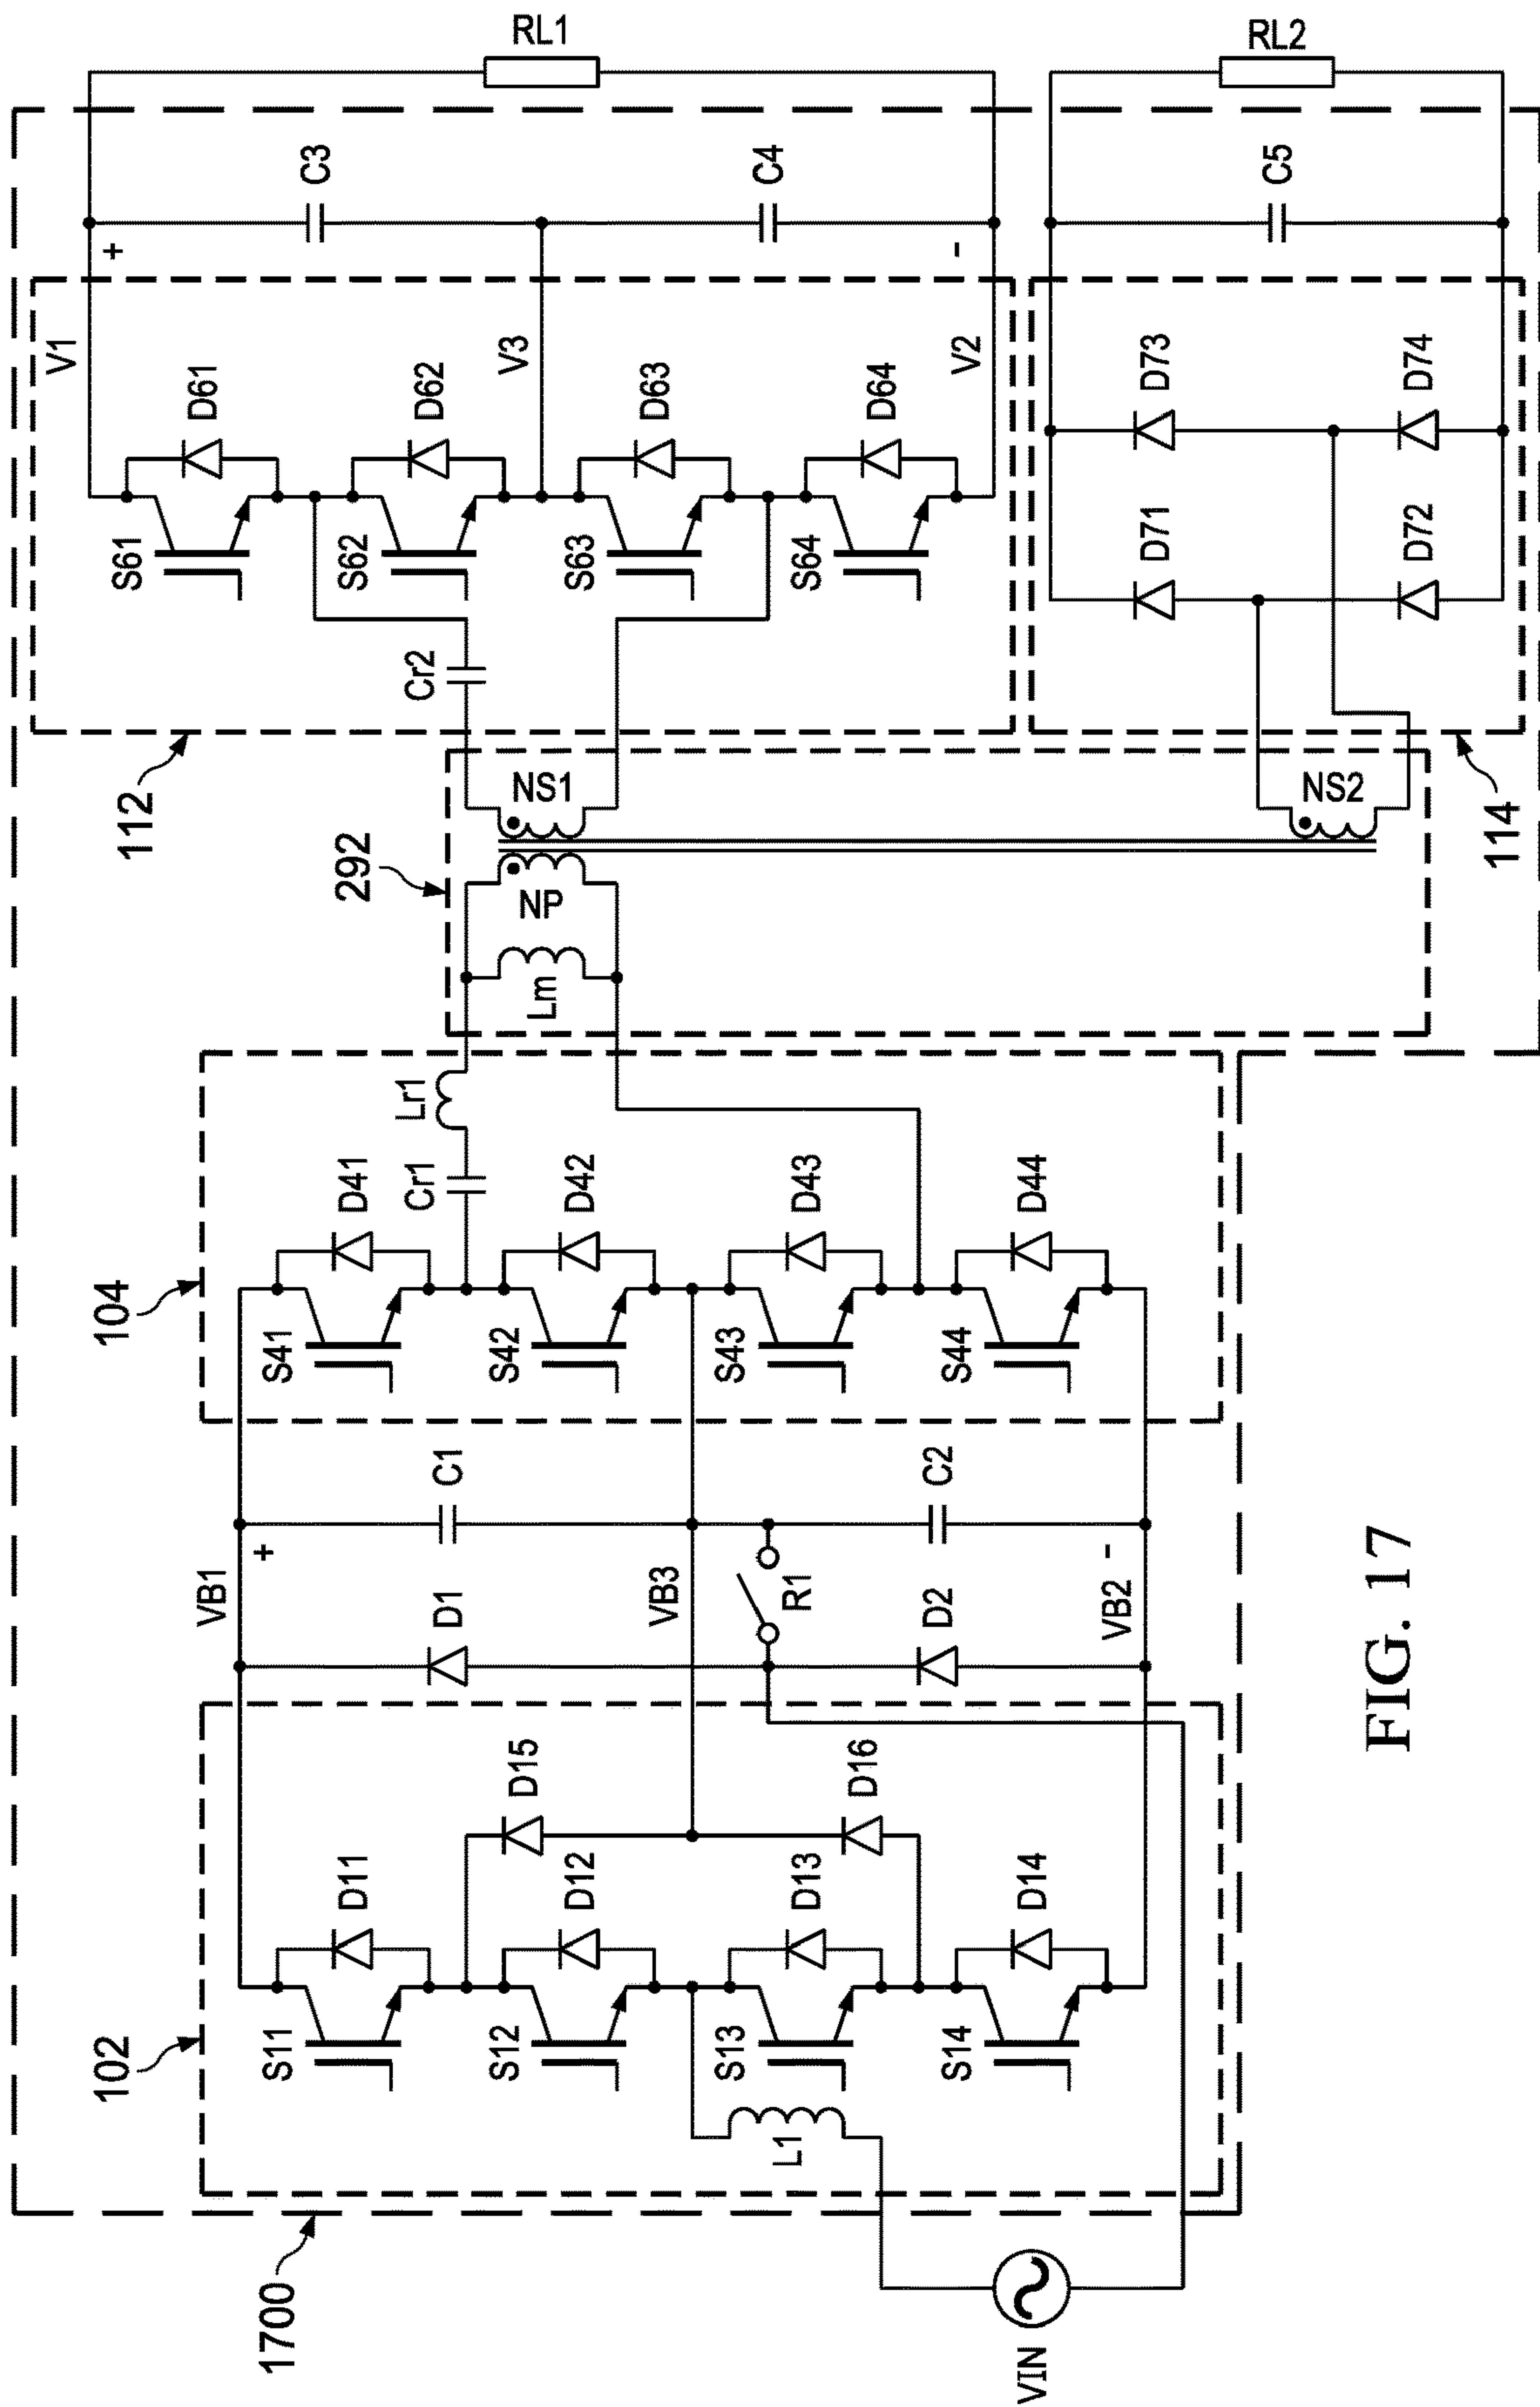 1700
102
104
292
112
114
VIN
L1
S11
D11
S12
D12
S13
D13
S14
D14
D15
D16
VB1
+
D1
C1
VB3
R1
D2
C2
VB2
-
S41
D41
S42
D42
S43
D43
S44
D44
Cr1
Lr1
Lm
NP
NS1
NS2
Cr2
S61
D61
S62
D62
S63
D63
S64
D64
V1
+
V3
V2
-
C3
C4
RL1
D71
D72
D73
D74
C5
RL2
FIG. 17